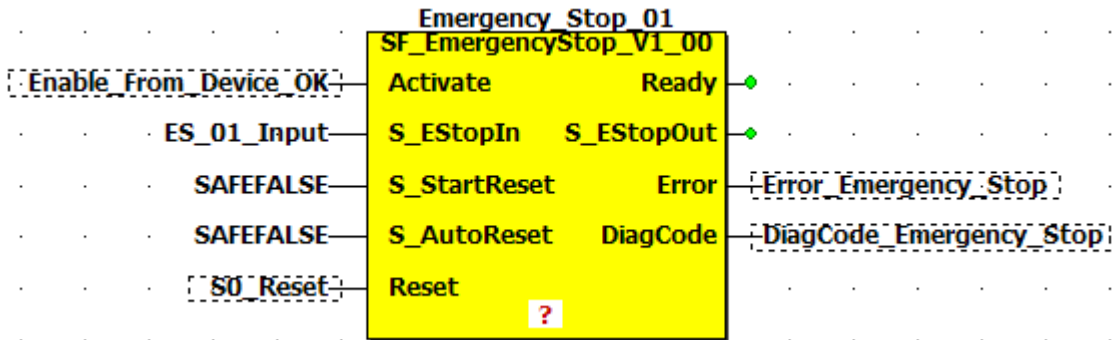 Emergency_Stop_01
SF_EmergencyStop_V1_00
Enable_From_Device_OK Activate Ready
ES_01_Input S_EStopIn S_EStopOut
SAFEFALSE S_StartReset Error Error_Emergency_Stop
SAFEFALSE S_AutoReset DiagCode DiagCode_Emergency_Stop
S0_Reset Reset
?